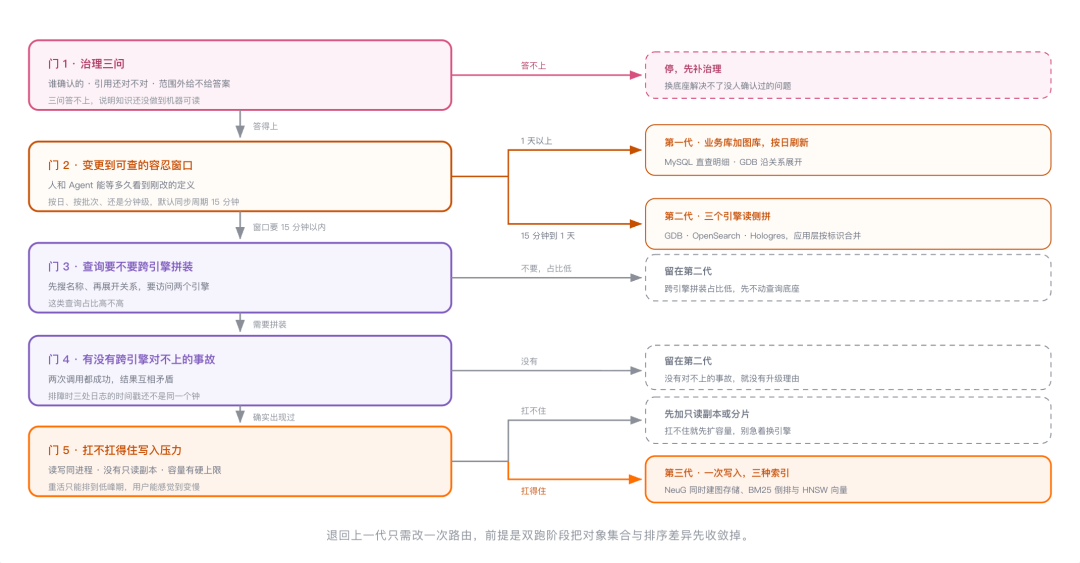 门 1 · 治理三问
谁确认的 · 引用还对不对 · 范围外给不给答案
三问答不上，说明知识还没做到机器可读
答不上
停，先补治理
换底座解决不了没人确认过的问题
答得上
门 2 · 变更到可查的容忍窗口
人和 Agent 能等多久看到刚改的定义
按日、按批次、还是分钟级，默认同步周期 15 分钟
1 天以上
第一代 · 业务库加图库，按日刷新
MySQL 直查明细 · GDB 沿关系展开
15 分钟到 1 天
第二代 · 三个引擎读侧拼
GDB · OpenSearch · Hologres，应用层按标识合并
窗口要 15 分钟以内
门 3 · 查询要不要跨引擎拼装
先搜名称、再展开关系，要访问两个引擎
这类查询占比高不高
不要，占比低
留在第二代
跨引擎拼装占比低，先不动查询底座
需要拼装
门 4 · 有没有跨引擎对不上的事故
两次调用都成功，结果互相矛盾
排障时三处日志的时间戳还不是同一个钟
没有
留在第二代
没有对不上的事故，就没有升级理由
确实出现过
门 5 · 扛不扛得住写入压力
读写同进程 · 没有只读副本 · 容量有硬上限
重活只能排到低峰期，用户能感觉到变慢
扛不住
先加只读副本或分片
扛不住就先扩容量，别急着换引擎
扛得住
第三代 · 一次写入，三种索引
NeuG 同时建图存储、BM25 倒排与 HNSW 向量
退回上一代只需改一次路由，前提是双跑阶段把对象集合与排序差异先收敛掉。